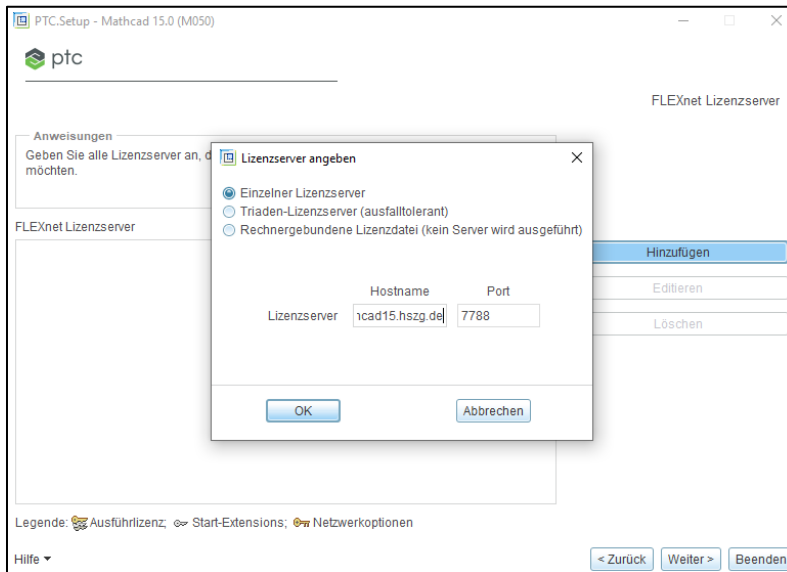 PTC.Setup - Mathcad 15.0 (M050)
ptc
FLEXnet Lizenzserver
Anweisungen
Geben Sie alle Lizenzserver an, d
möchten.
FLEXnet Lizenzserver
Lizenzserver angeben
Einzelner Lizenzserver
Triaden-Lizenzserver (ausfalltolerant)
Rechnergebundene Lizenzdatei (kein Server wird ausgeführt)
Hostname Port
Lizenzserver ncad15.hszg.de 7788
OK Abbrechen
Hinzufügen
Editieren
Löschen
Legende: Ausführlizenz; Start-Extensions; Netzwerkoptionen
Hilfe < Zurück Weiter > Beenden